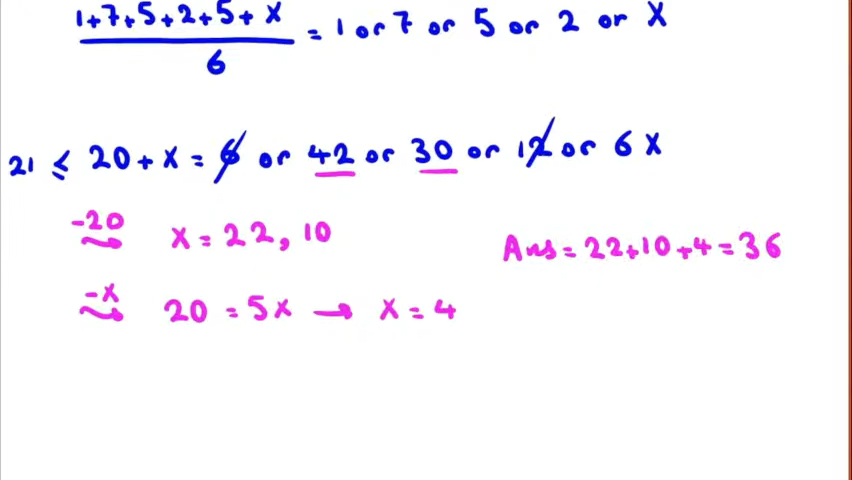 1+7+5+2+5+x
6
= 1 or 7 or 5 or 2 or x
21 ≤ 20+x = 6 or 42 or 30 or 12 or 6x
-20
x = 22, 10
Ans = 22+10+4 = 36
-x
20 = 5x → x = 4